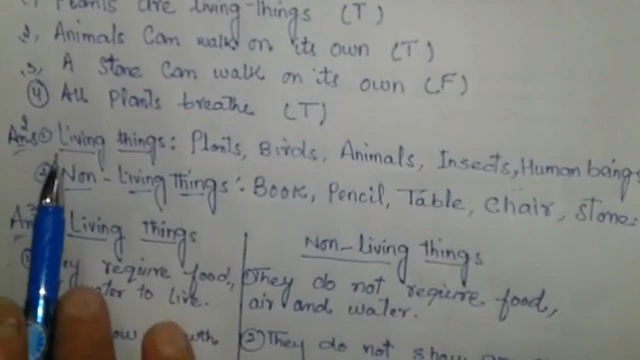 Plants are living-things (T)
2, Animals Can walk on its own (T)
3, A stone Can walk on its own (F)
④ All Plants breathe (T)
Ans 2 ① Living things: Plants, Birds, Animals, Insects, Human beings
Non-Living Things:- Book, Pencil, Table, Chair, Stone.
Living things
Non-living things
require food,
to live.
① They do not require food,
air and water.
② They do not show